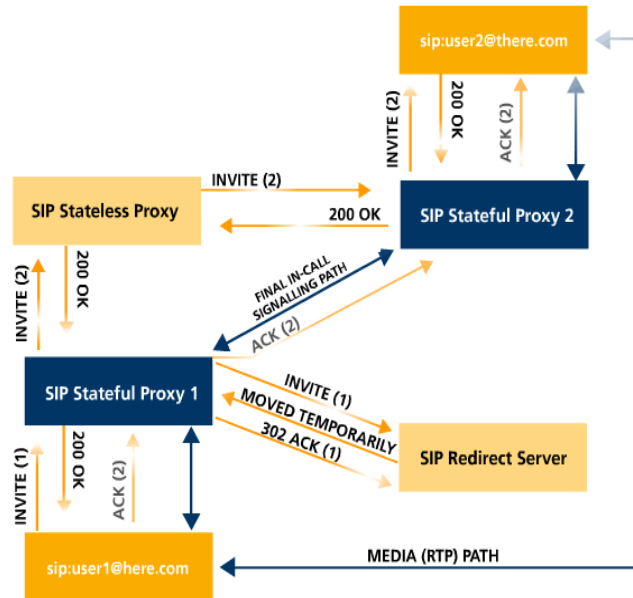 sip:user2@there.com
INVITE (2)
200 OK
ACK (2)
INVITE (2)
SIP Stateless Proxy
200 OK
SIP Stateful Proxy 2
INVITE (2)
200 OK
FINAL IN-CALL
SIGNALLING PATH
ACK (2)
SIP Stateful Proxy 1
INVITE (1)
MOVED TEMPORARILY
302 ACK (1)
SIP Redirect Server
INVITE (1)
200 OK
ACK (2)
sip:user1@here.com
MEDIA (RTP) PATH